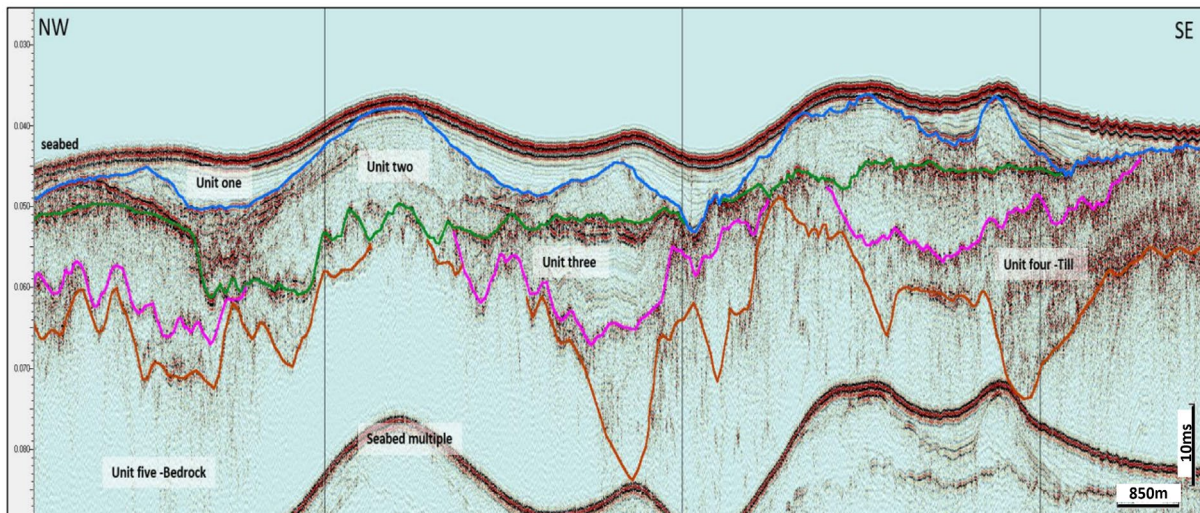 NW
SE
0.030
0.040
seabed
Unit two
Unit one
0.050
Unit three
Unit four -Till
0.060
0.070
Seabed multiple
10ms
0.080
Unit five -Bedrock
850m